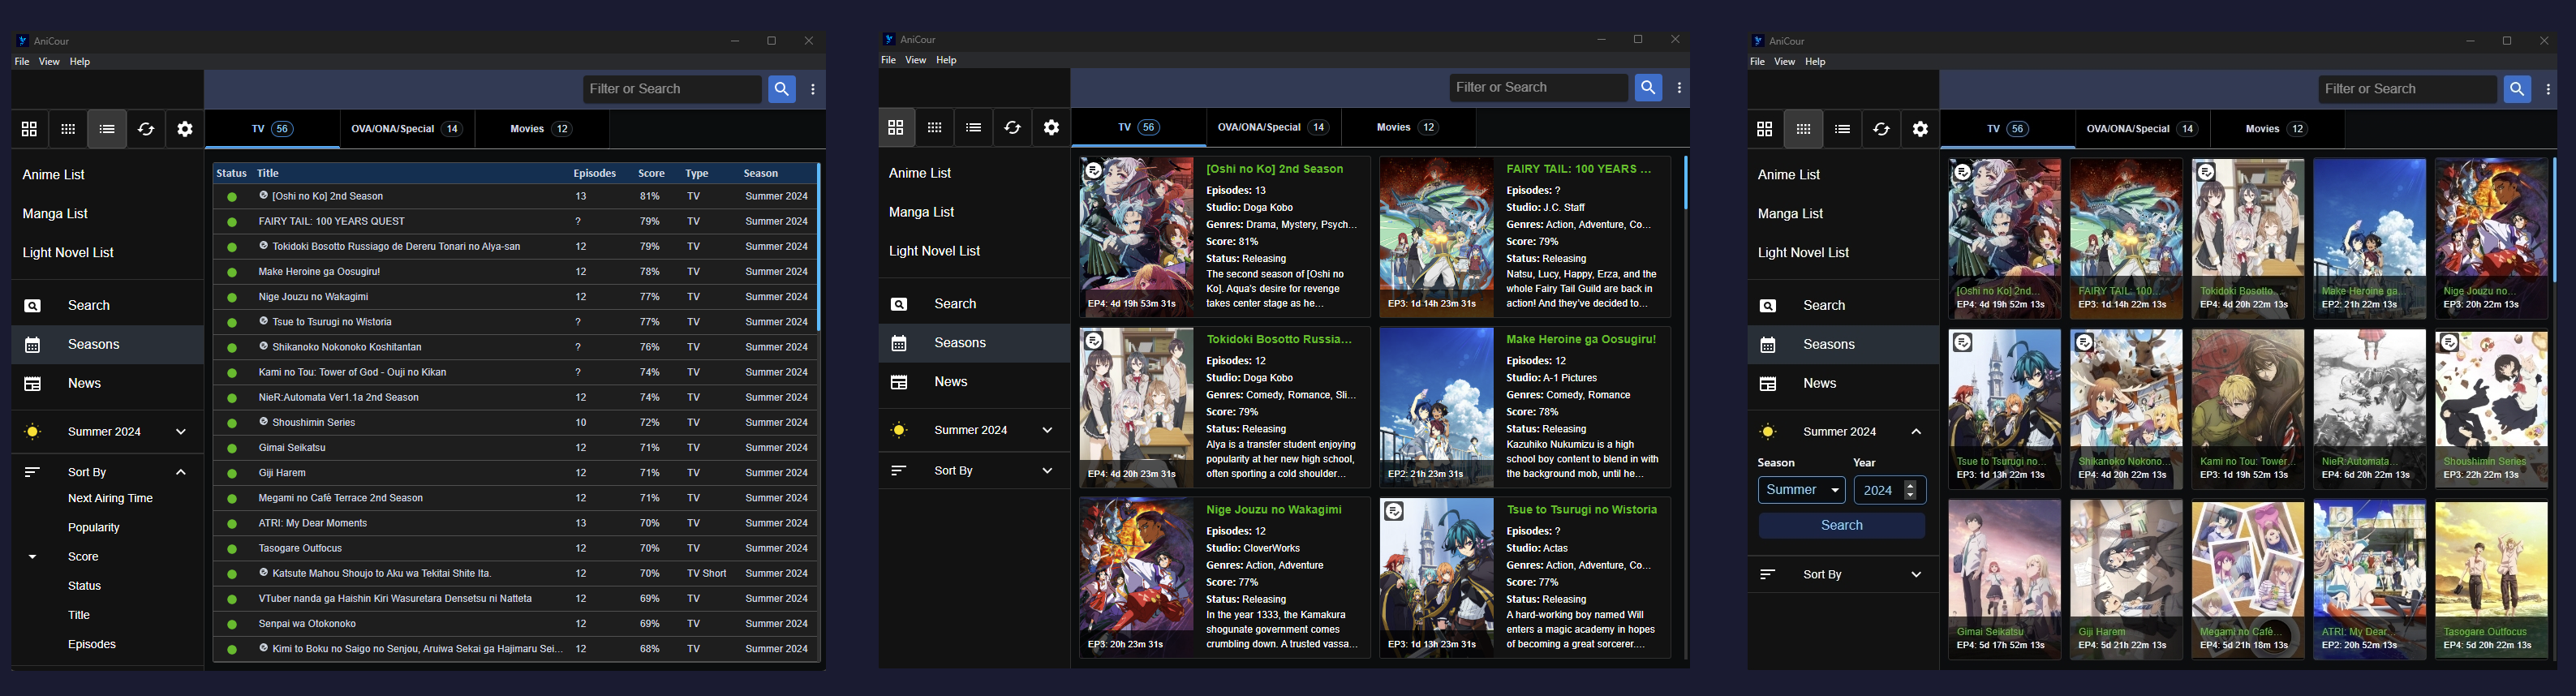 AniCour
File View Help
Filter or Search
TV 56 OVA/ONA/Special 14 Movies 12
Anime List
Manga List
Light Novel List
Search
Seasons
News
Summer 2024
Sort By
Next Airing Time
Popularity
Score
Status
Title
Episodes
Status Title Episodes Score Type Season
[Oshi no Ko] 2nd Season 13 81% TV Summer 2024
FAIRY TAIL: 100 YEARS QUEST ? 79% TV Summer 2024
Tokidoki Bosotto Russiago de Dereru Tonari no Alya-san 12 79% TV Summer 2024
Make Heroine ga Oosugiru! 12 78% TV Summer 2024
Nige Jouzu no Wakagimi 12 77% TV Summer 2024
Tsue to Tsurugi no Wistoria ? 77% TV Summer 2024
Shikanoko Nokonoko Koshitantan ? 76% TV Summer 2024
Kami no Tou: Tower of God - Ouji no Kikan ? 74% TV Summer 2024
NieR:Automata Ver1.1a 2nd Season 12 74% TV Summer 2024
Shoushimin Series 10 72% TV Summer 2024
Gimai Seikatsu 12 71% TV Summer 2024
Giji Harem 12 71% TV Summer 2024
Megami no Café Terrace 2nd Season 12 71% TV Summer 2024
ATRI: My Dear Moments 13 70% TV Summer 2024
Tasogare Outfocus 12 70% TV Summer 2024
Katsute Mahou Shoujo to Aku wa Tekitai Shite Ita. 12 70% TV Short Summer 2024
VTuber nanda ga Haishin Kiri Wasuretara Densetsu ni Natteta 12 69% TV Summer 2024
Senpai wa Otokonoko 12 69% TV Summer 2024
Kimi to Boku no Saigo no Senjou, Aruiwa Sekai ga Hajimaru Sei... 12 68% TV Summer 2024
AniCour
File View Help
Filter or Search
TV 56 OVA/ONA/Special 14 Movies 12
Anime List
Manga List
Light Novel List
Search
Seasons
News
Summer 2024
Sort By
[Oshi no Ko] 2nd Season
Episodes: 13
Studio: Doga Kobo
Genres: Drama, Mystery, Psych...
Score: 81%
Status: Releasing
The second season of [Oshi no
Ko]. Aqua's desire for revenge
takes center stage as he...
EP4: 4d 19h 53m 31s
FAIRY TAIL: 100 YEARS ...
Episodes: ?
Studio: J.C. Staff
Genres: Action, Adventure, Co...
Score: 79%
Status: Releasing
Natsu, Lucy, Happy, Erza, and the
whole Fairy Tail Guild are back in
action! And they've decided to...
EP3: 1d 14h 23m 31s
Tokidoki Bosotto Russia...
Episodes: 12
Studio: Doga Kobo
Genres: Comedy, Romance, Sli...
Score: 79%
Status: Releasing
Alya is a transfer student enjoying
popularity at her new high school,
often sporting a cold shoulder...
EP4: 4d 20h 23m 31s
Make Heroine ga Oosugiru!
Episodes: 12
Studio: A-1 Pictures
Genres: Comedy, Romance
Score: 78%
Status: Releasing
Kazuhiko Nukumizu is a high
school boy content to blend in with
the background mob, until he...
EP2: 21h 23m 31s
Nige Jouzu no Wakagimi
Episodes: 12
Studio: CloverWorks
Genres: Action, Adventure
Score: 77%
Status: Releasing
In the year 1333, the Kamakura
shogunate government comes
crumbling down. A trusted vassa...
EP3: 20h 23m 31s
Tsue to Tsurugi no Wistoria
Episodes: ?
Studio: Actas
Genres: Action, Adventure, Co...
Score: 77%
Status: Releasing
A hard-working boy named Will
enters a magic academy in hopes
of becoming a great sorcerer....
EP3: 1d 13h 23m 31s
AniCour
File View Help
Filter or Search
TV 56 OVA/ONA/Special 14 Movies 12
Anime List
Manga List
Light Novel List
Search
Seasons
News
Summer 2024
Season Year
Summer 2024
Search
Sort By
[Oshi no Ko] 2nd...
EP4: 4d 19h 52m 13s
FAIRY TAIL: 100...
EP3: 1d 14h 22m 13s
Tokidoki Bosotto...
EP4: 4d 20h 22m 13s
Make Heroine ga...
EP2: 21h 22m 13s
Nige Jouzu no...
EP3: 20h 22m 13s
Tsue to Tsurugi no...
EP3: 1d 13h 22m 13s
Shikanoko Nokono...
EP4: 4d 20h 22m 13s
Kami no Tou: Tower...
EP3: 1d 19h 52m 13s
NieR:Automata...
EP4: 6d 20h 22m 13s
Shoushimin Series
EP3: 22h 22m 13s
Gimai Seikatsu
EP4: 5d 17h 52m 13s
Giji Harem
EP4: 5d 21h 22m 13s
Megami no Café...
EP4: 5d 21h 18m 13s
ATRI: My Dear...
EP2: 20h 52m 13s
Tasogare Outfocus
EP4: 5d 20h 22m 13s